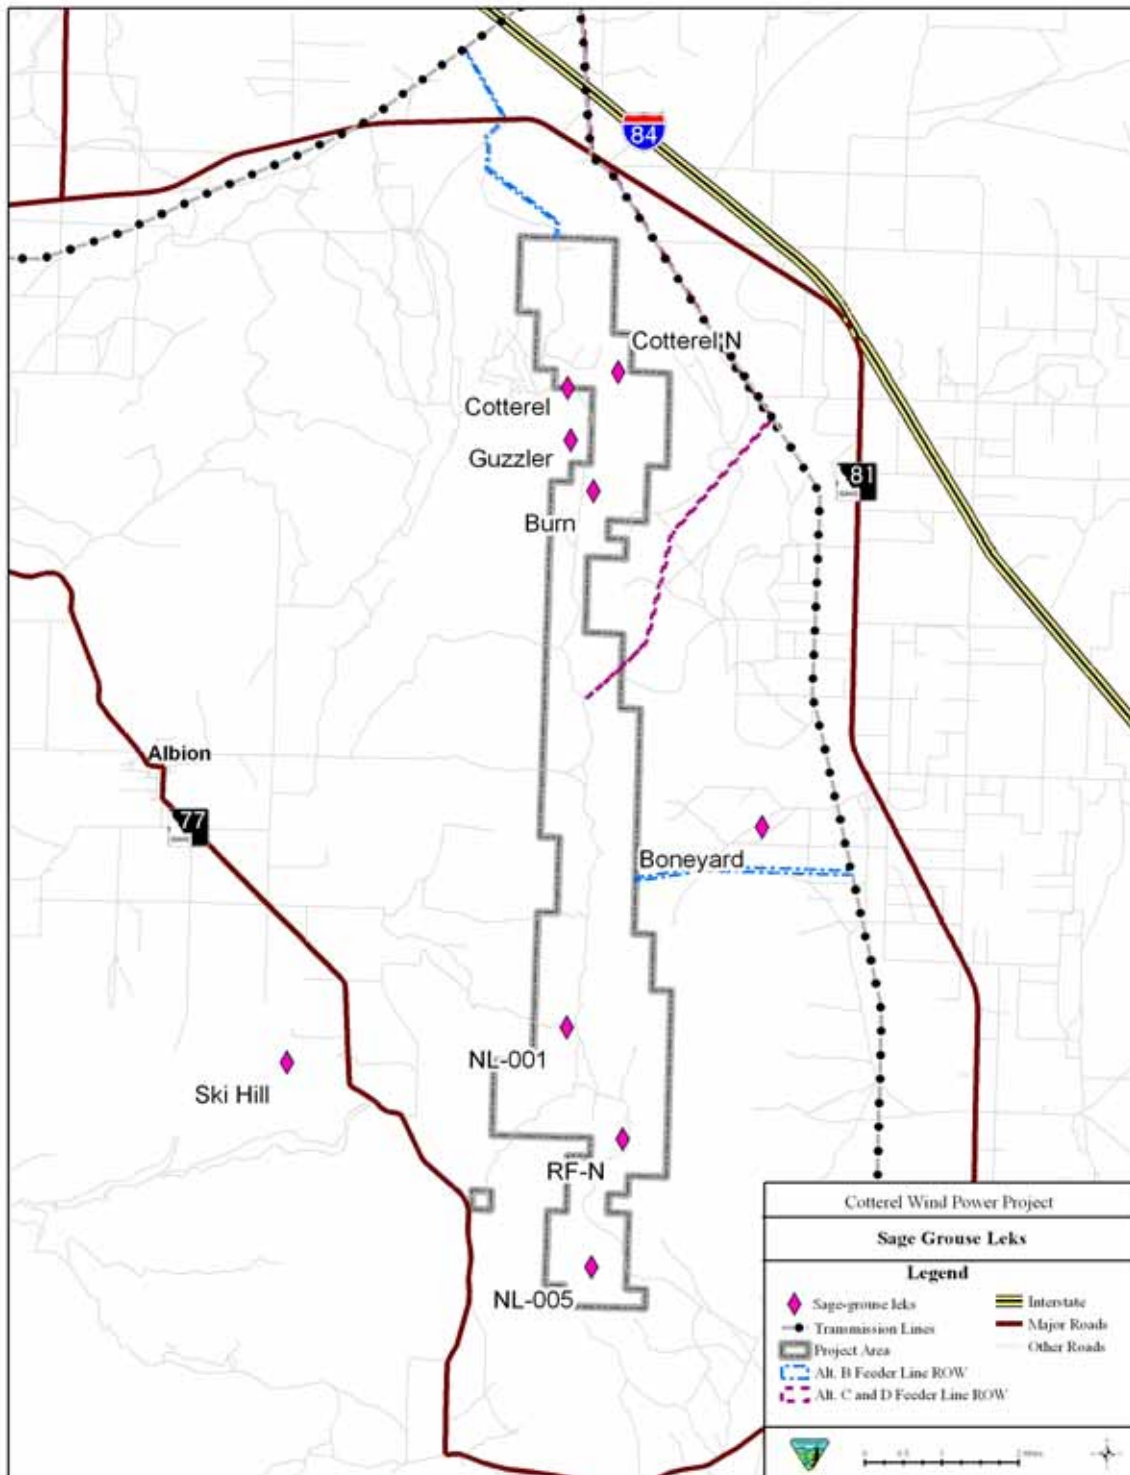 84
Cotterel N
Cotterel
Guzzler
81
Burn
Albion
77
Boneyard
NL-001
Ski Hill
RF-N
NL-005
Cotterel Wind Power Project
Sage Grouse Leks
Legend
Sage-grouse leks
Transmission Lines
Project Area
Alt. B Feeder Line ROW
Alt. C and D Feeder Line ROW
Interstate
Major Roads
Other Roads